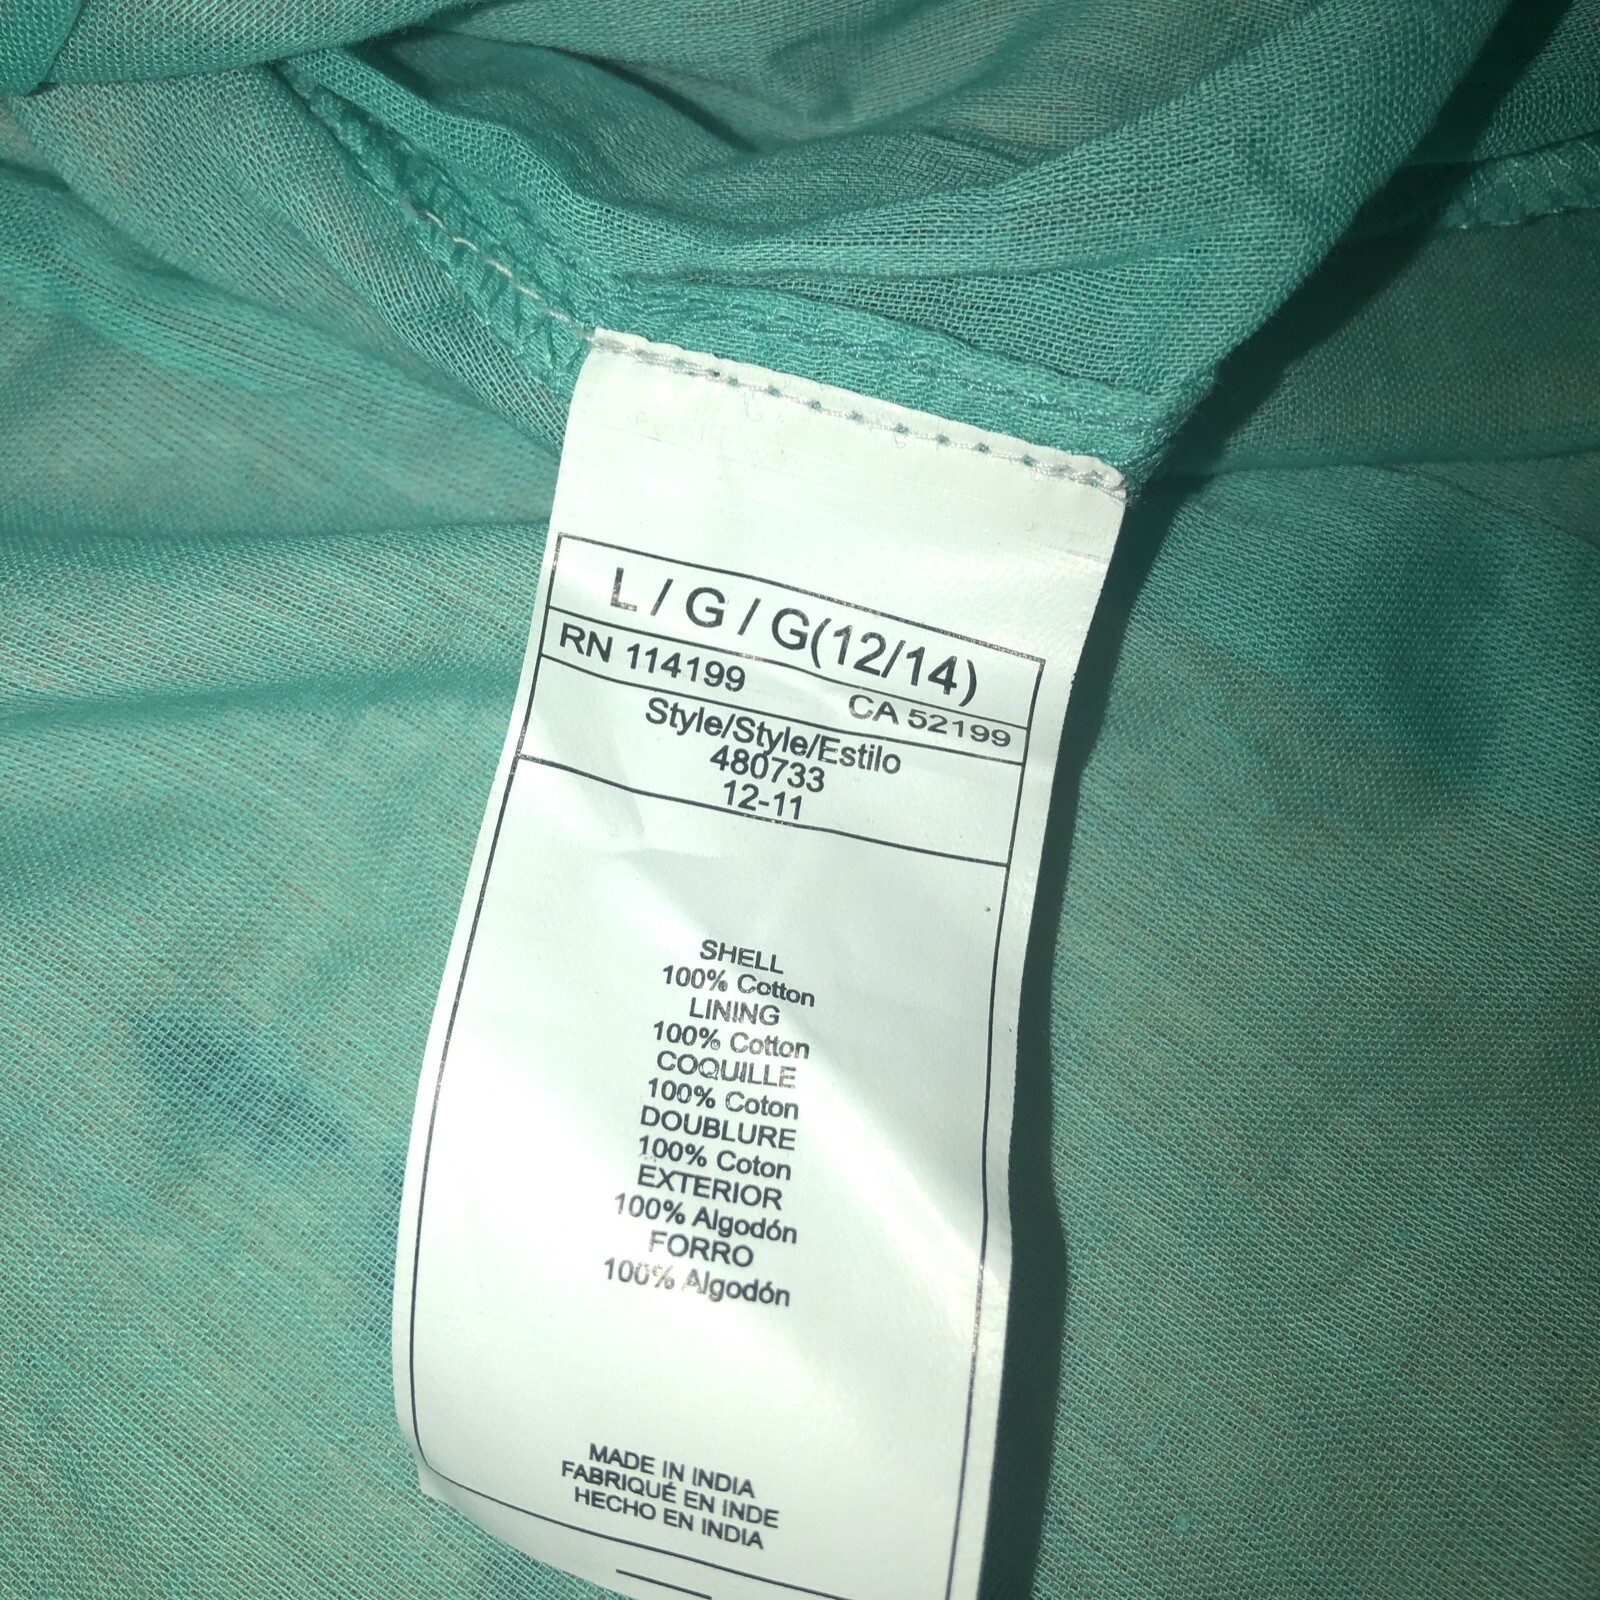 L / G / G(12/14)
RN 114199 CA 52199
Style/Style/Estilo
480733
12-11
SHELL
100% Cotton
LINING
100% Cotton
COQUILLE
100% Coton
DOUBLURE
100% Coton
EXTERIOR
100% Algodón
FORRO
100% Algodón
MADE IN INDIA
FABRIQUÉ EN INDE
HECHO EN INDIA